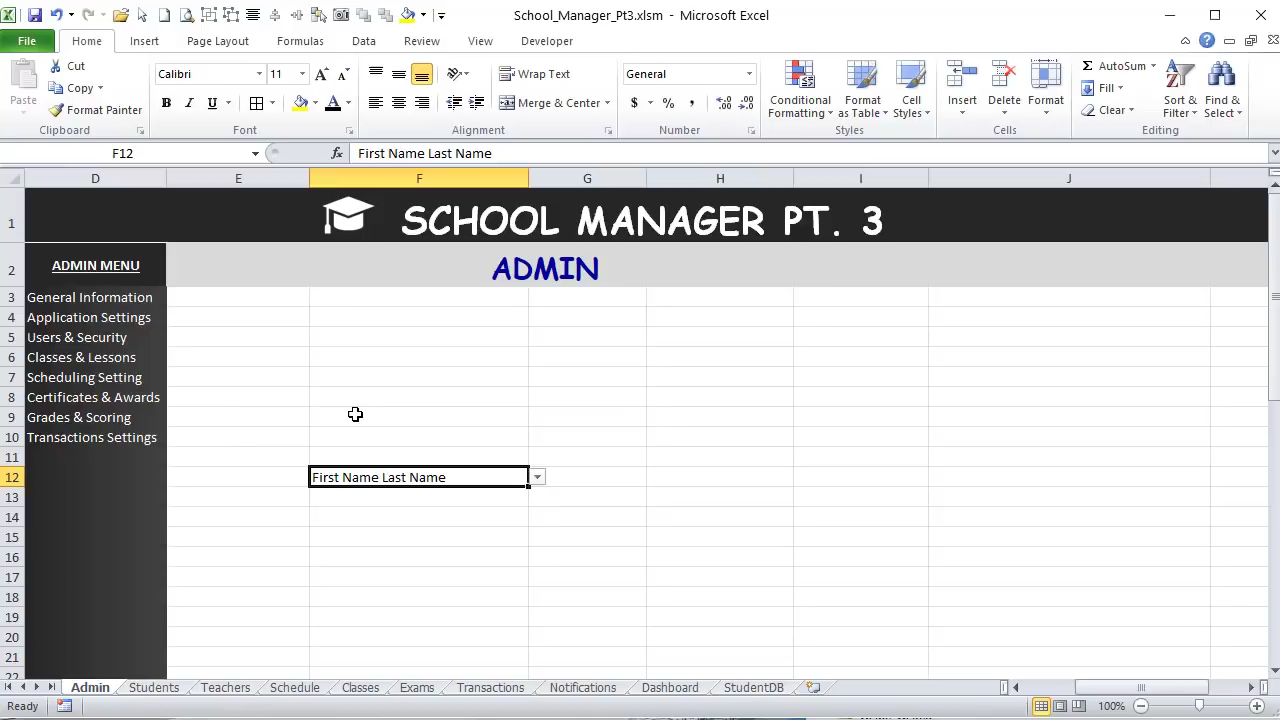 School_Manager_Pt3.xlsm - Microsoft Excel
File Home Insert Page Layout Formulas Data Review View Developer
Paste
Cut
Copy
Format Painter
Clipboard
Calibri 11
B I U A
Font
Wrap Text
Merge & Center
Alignment
General
$ % ,
Number
Conditional Formatting
Format as Table
Cell Styles
Styles
Insert Delete Format
Cells
AutoSum
Fill
Clear
Sort & Filter
Find & Select
Editing
F12 fx First Name Last Name
D E F G H I J
1 SCHOOL MANAGER PT. 3
2 ADMIN MENU ADMIN
3 General Information
4 Application Settings
5 Users & Security
6 Classes & Lessons
7 Scheduling Setting
8 Certificates & Awards
9 Grades & Scoring
10 Transactions Settings
11
12 First Name Last Name
13
14
15
16
17
18
19
20
21
22
Admin Students Teachers Schedule Classes Exams Transactions Notifications Dashboard StudentDB
Ready 100%